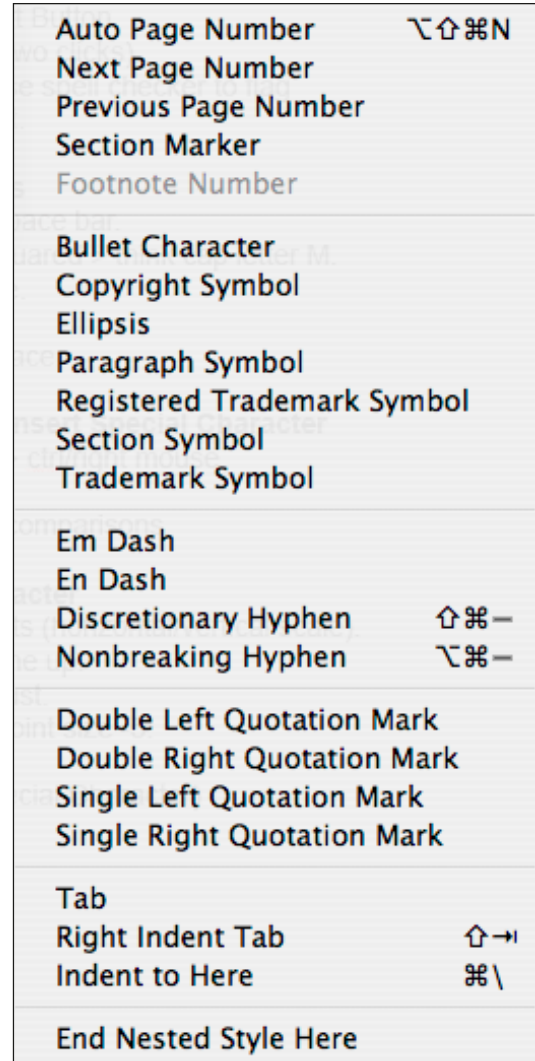 Auto Page Number ⌥⇧⌘N
Next Page Number
Previous Page Number
Section Marker
Footnote Number
Bullet Character
Copyright Symbol
Ellipsis
Paragraph Symbol
Registered Trademark Symbol
Section Symbol
Trademark Symbol
Em Dash
En Dash
Discretionary Hyphen ⇧⌘–
Nonbreaking Hyphen ⌥⌘–
Double Left Quotation Mark
Double Right Quotation Mark
Single Left Quotation Mark
Single Right Quotation Mark
Tab
Right Indent Tab ⇧⇥
Indent to Here ⌘\
End Nested Style Here